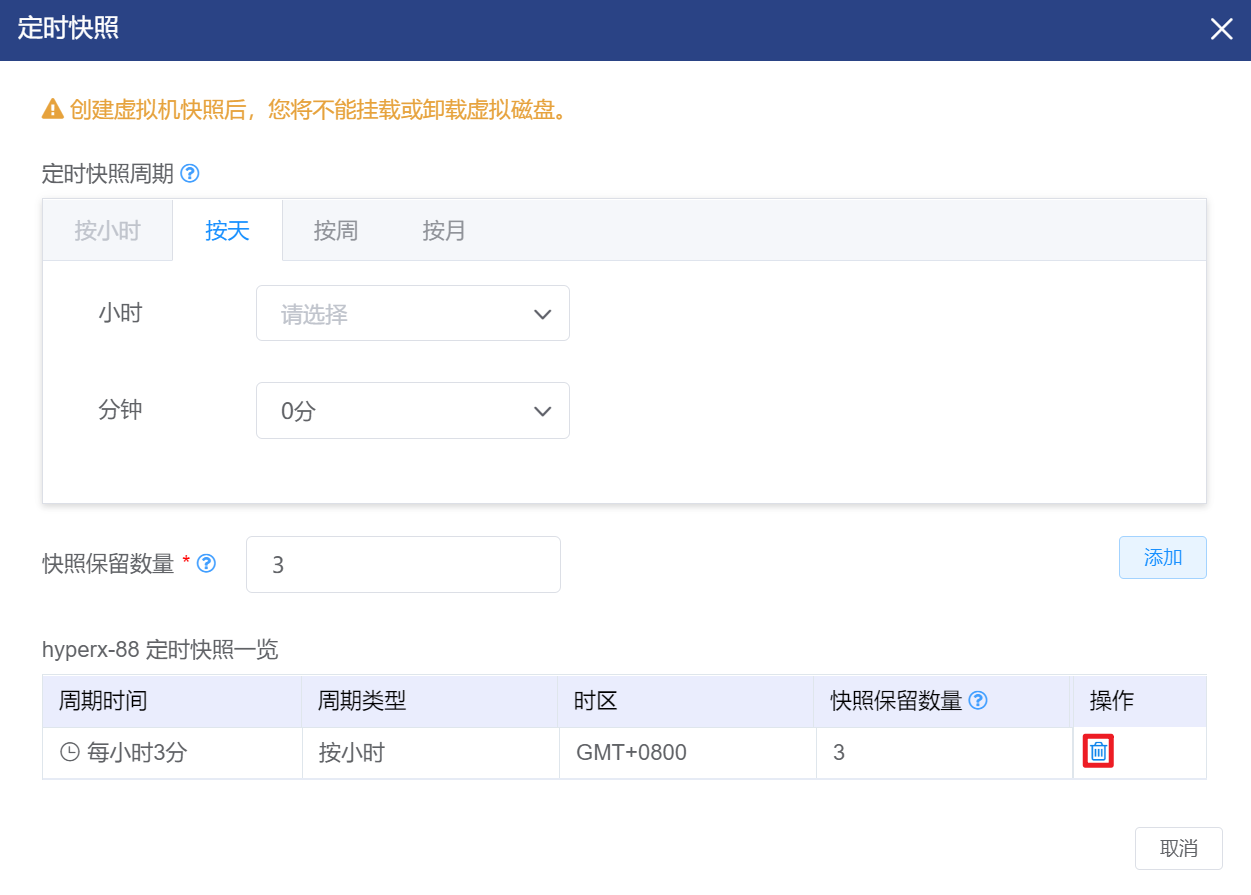 定时快照
创建虚拟机快照后，您将不能挂载或卸载虚拟磁盘。
定时快照周期
按小时 按天 按周 按月
小时 请选择
分钟 0分
快照保留数量 * 3 添加
hyperx-88 定时快照一览
周期时间 周期类型 时区 快照保留数量 操作
每小时3分 按小时 GMT+0800 3
取消